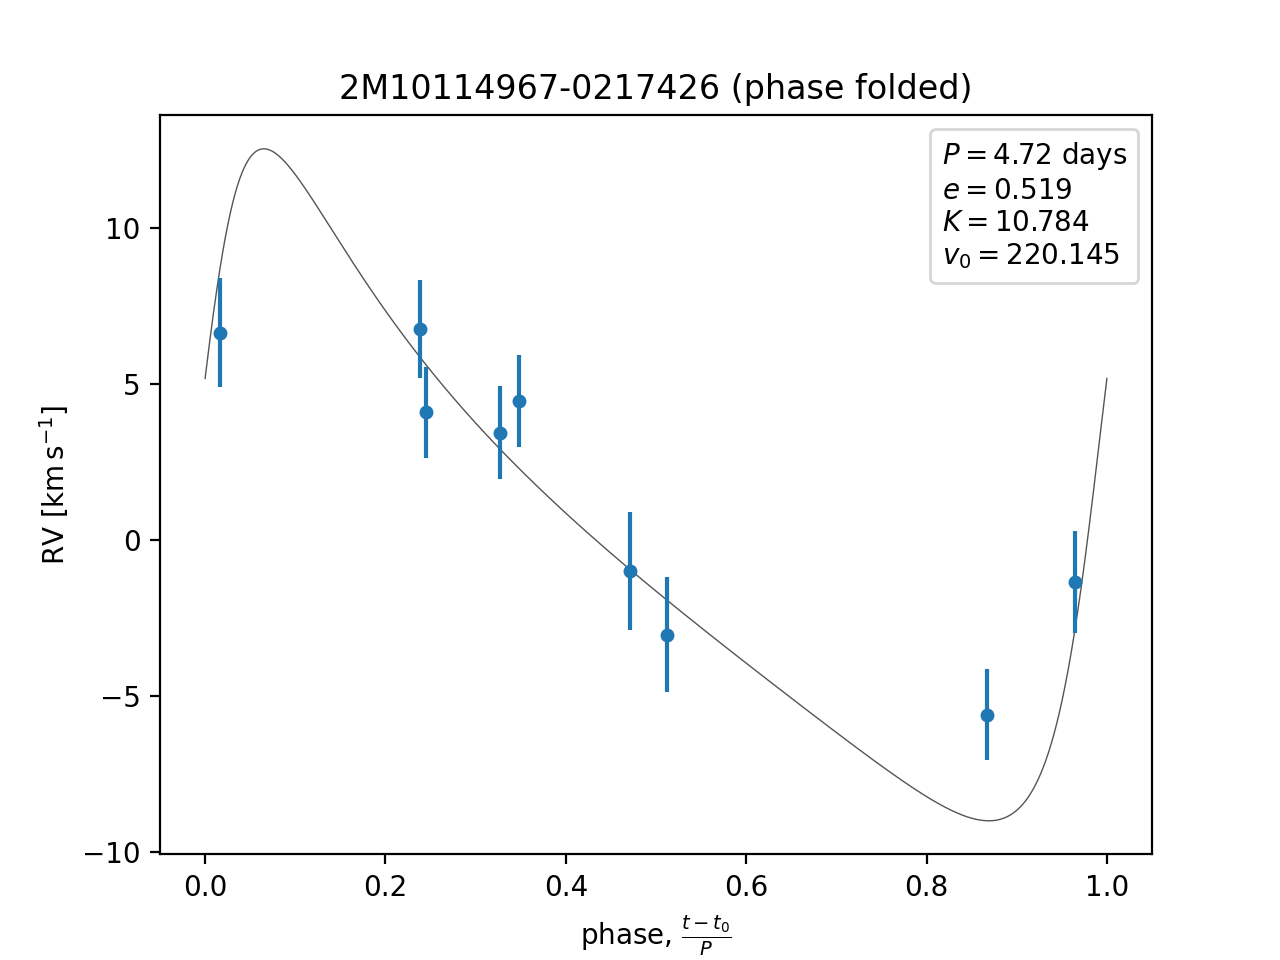 2M10114967-0217426 (phase folded)
P = 4.72 days
e = 0.519
K = 10.784
v₀ = 220.145
RV [km s⁻¹]
10
5
0
−5
−10
0.0 0.2 0.4 0.6 0.8 1.0
phase, (t − t₀)/P